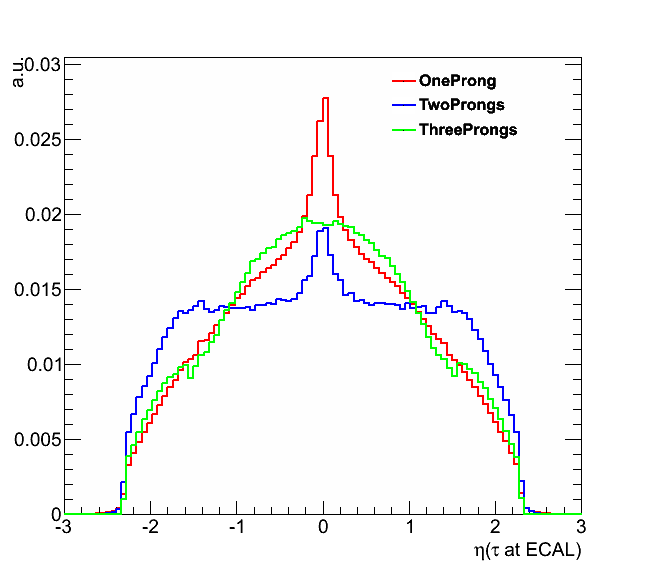 a.u.
0.03
0.025
0.02
0.015
0.01
0.005
0
-3 -2 -1 0 1 2 3
OneProng
TwoProngs
ThreeProngs
η(τ at ECAL)